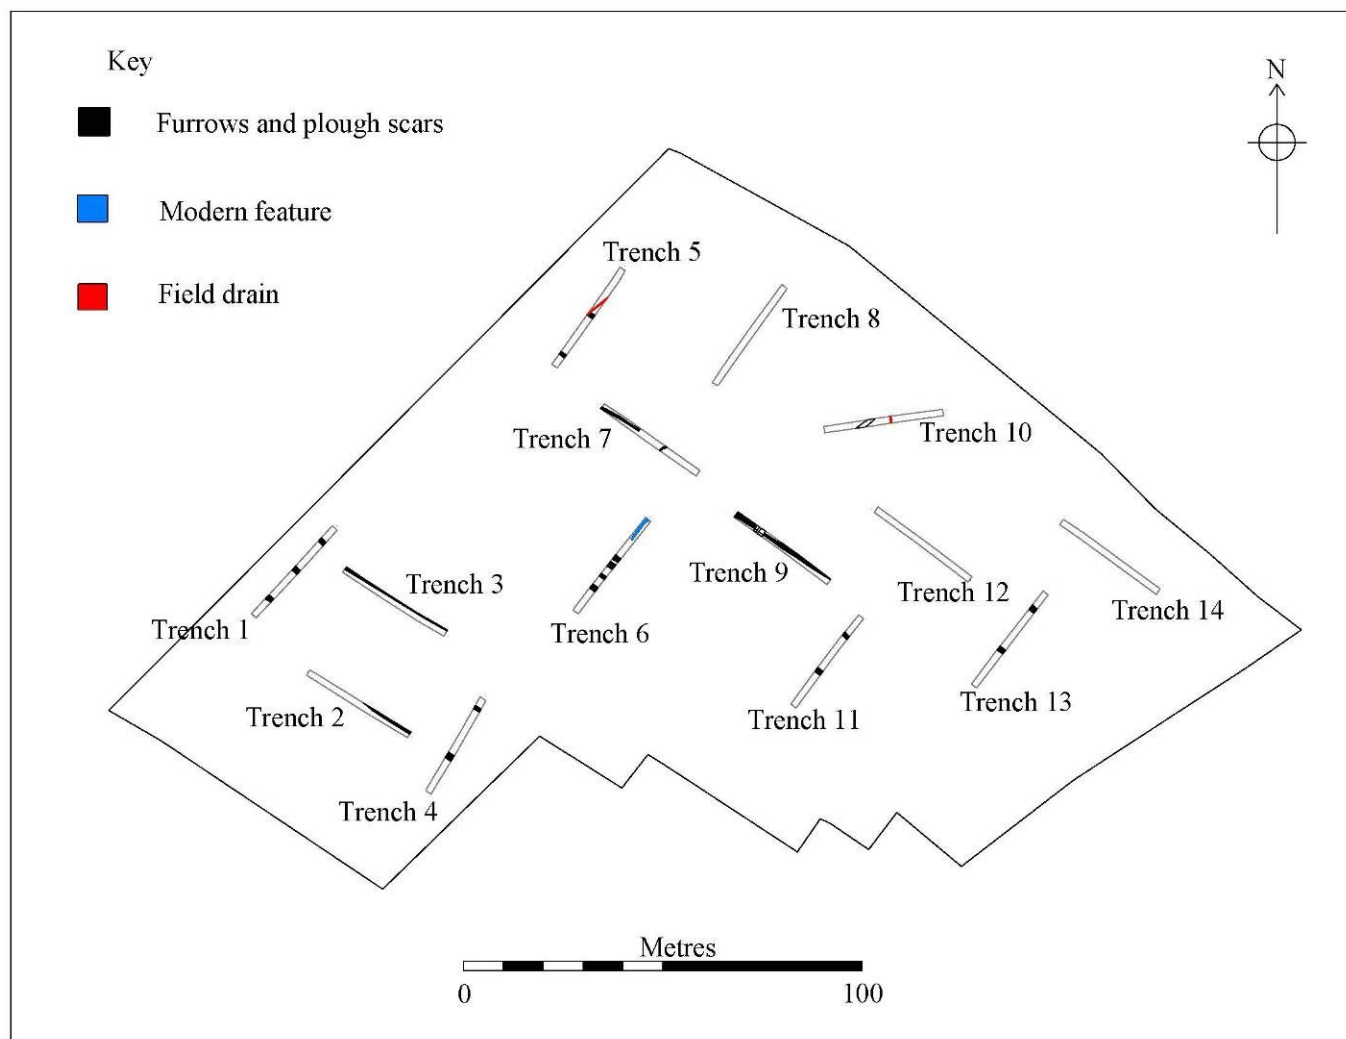 Key
N
Furrows and plough scars
Modern feature
Field drain
Trench 5
Trench 8
Trench 7
Trench 10
Trench 9
Trench 3
Trench 12
Trench 14
Trench 1
Trench 6
Trench 2
Trench 11
Trench 13
Trench 4
Metres
0 100